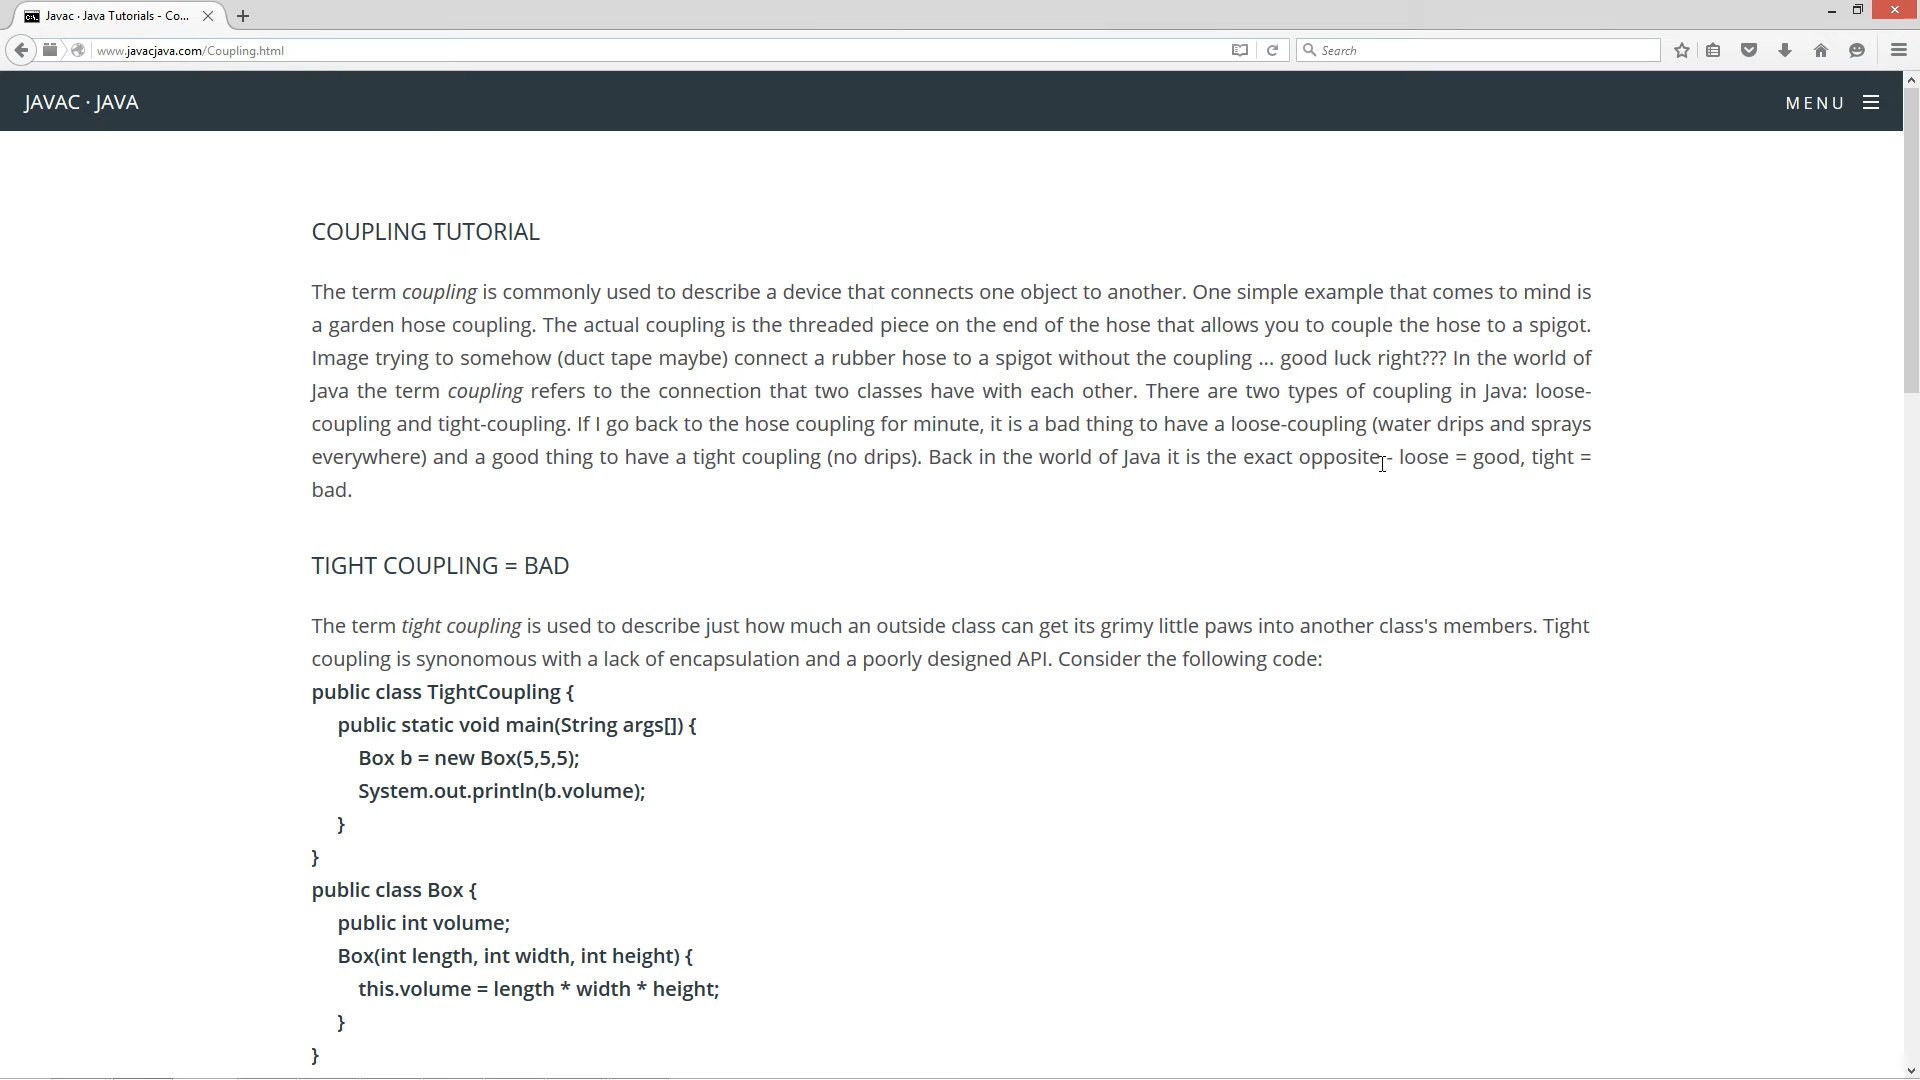 Javac · Java Tutorials - Co...
www.javacjava.com/Coupling.html
Search
JAVAC · JAVA
MENU
COUPLING TUTORIAL
The term coupling is commonly used to describe a device that connects one object to another. One simple example that comes to mind is
a garden hose coupling. The actual coupling is the threaded piece on the end of the hose that allows you to couple the hose to a spigot.
Image trying to somehow (duct tape maybe) connect a rubber hose to a spigot without the coupling ... good luck right??? In the world of
Java the term coupling refers to the connection that two classes have with each other. There are two types of coupling in Java: loose-
coupling and tight-coupling. If I go back to the hose coupling for minute, it is a bad thing to have a loose-coupling (water drips and sprays
everywhere) and a good thing to have a tight coupling (no drips). Back in the world of Java it is the exact opposite - loose = good, tight =
bad.
TIGHT COUPLING = BAD
The term tight coupling is used to describe just how much an outside class can get its grimy little paws into another class's members. Tight
coupling is synonomous with a lack of encapsulation and a poorly designed API. Consider the following code:
public class TightCoupling {
public static void main(String args[]) {
Box b = new Box(5,5,5);
System.out.println(b.volume);
}
}
public class Box {
public int volume;
Box(int length, int width, int height) {
this.volume = length * width * height;
}
}